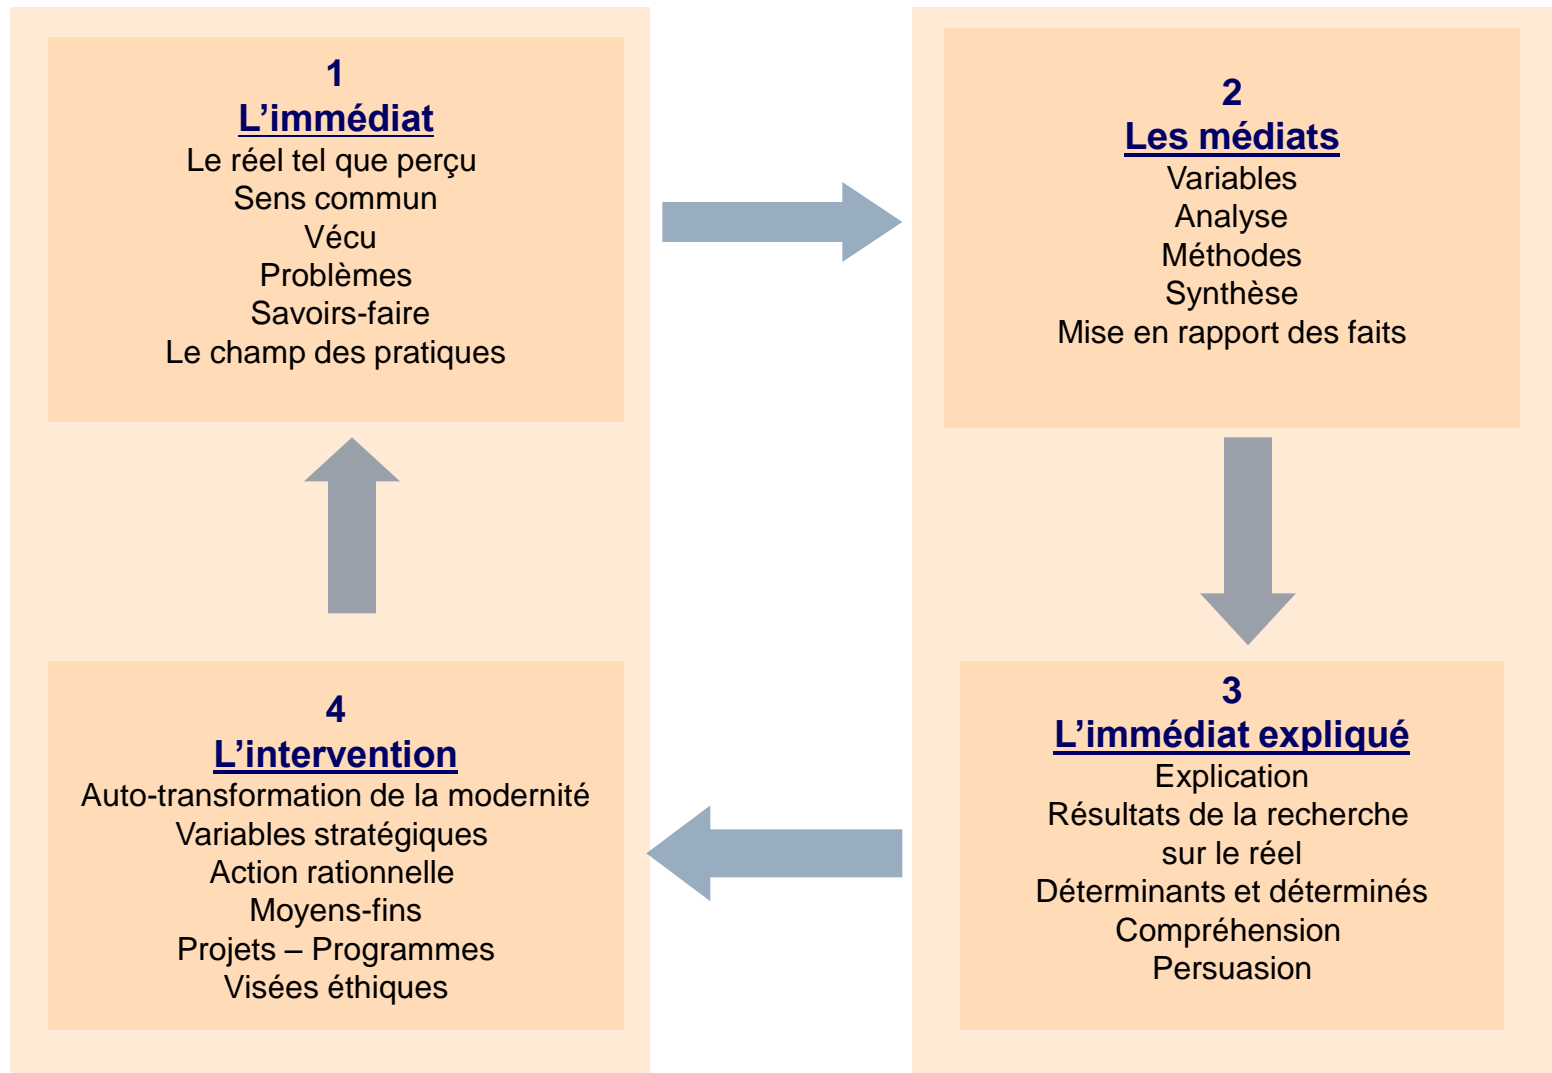 1
L’immédiat
Le réel tel que perçu
Sens commun
Vécu
Problèmes
Savoirs-faire
Le champ des pratiques
2
Les médiats
Variables
Analyse
Méthodes
Synthèse
Mise en rapport des faits
3
L’immédiat expliqué
Explication
Résultats de la recherche
sur le réel
Déterminants et déterminés
Compréhension
Persuasion
4
L’intervention
Auto-transformation de la modernité
Variables stratégiques
Action rationnelle
Moyens-fins
Projets – Programmes
Visées éthiques